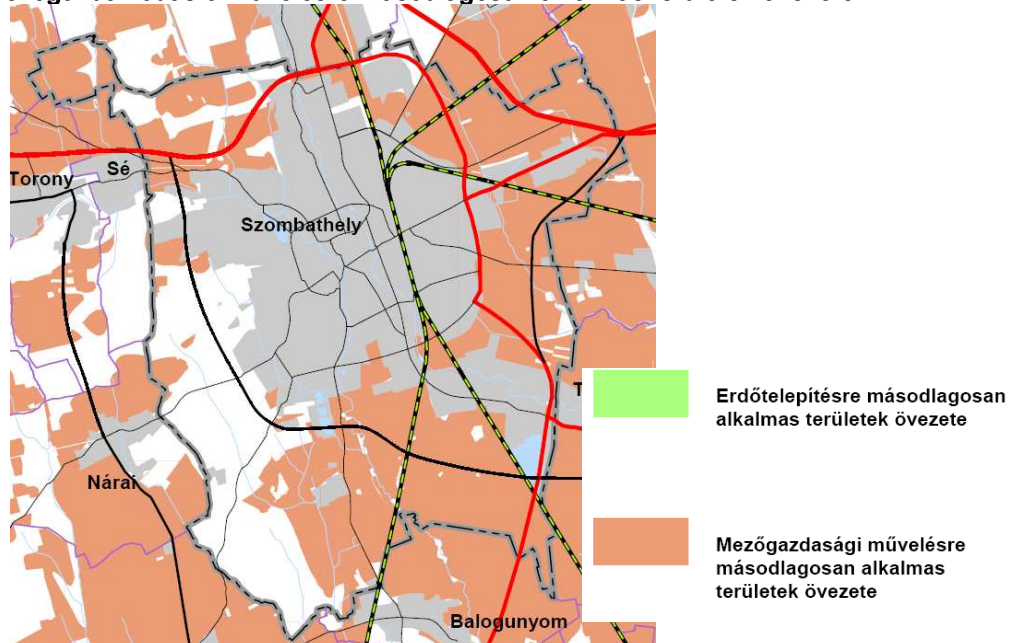 Torony
Sé
Szombathely
Nárai
Balogunyom
Erdőtelepítésre másodlagosan
alkalmas területek övezete
Mezőgazdasági művelésre
másodlagosan alkalmas
területek övezete